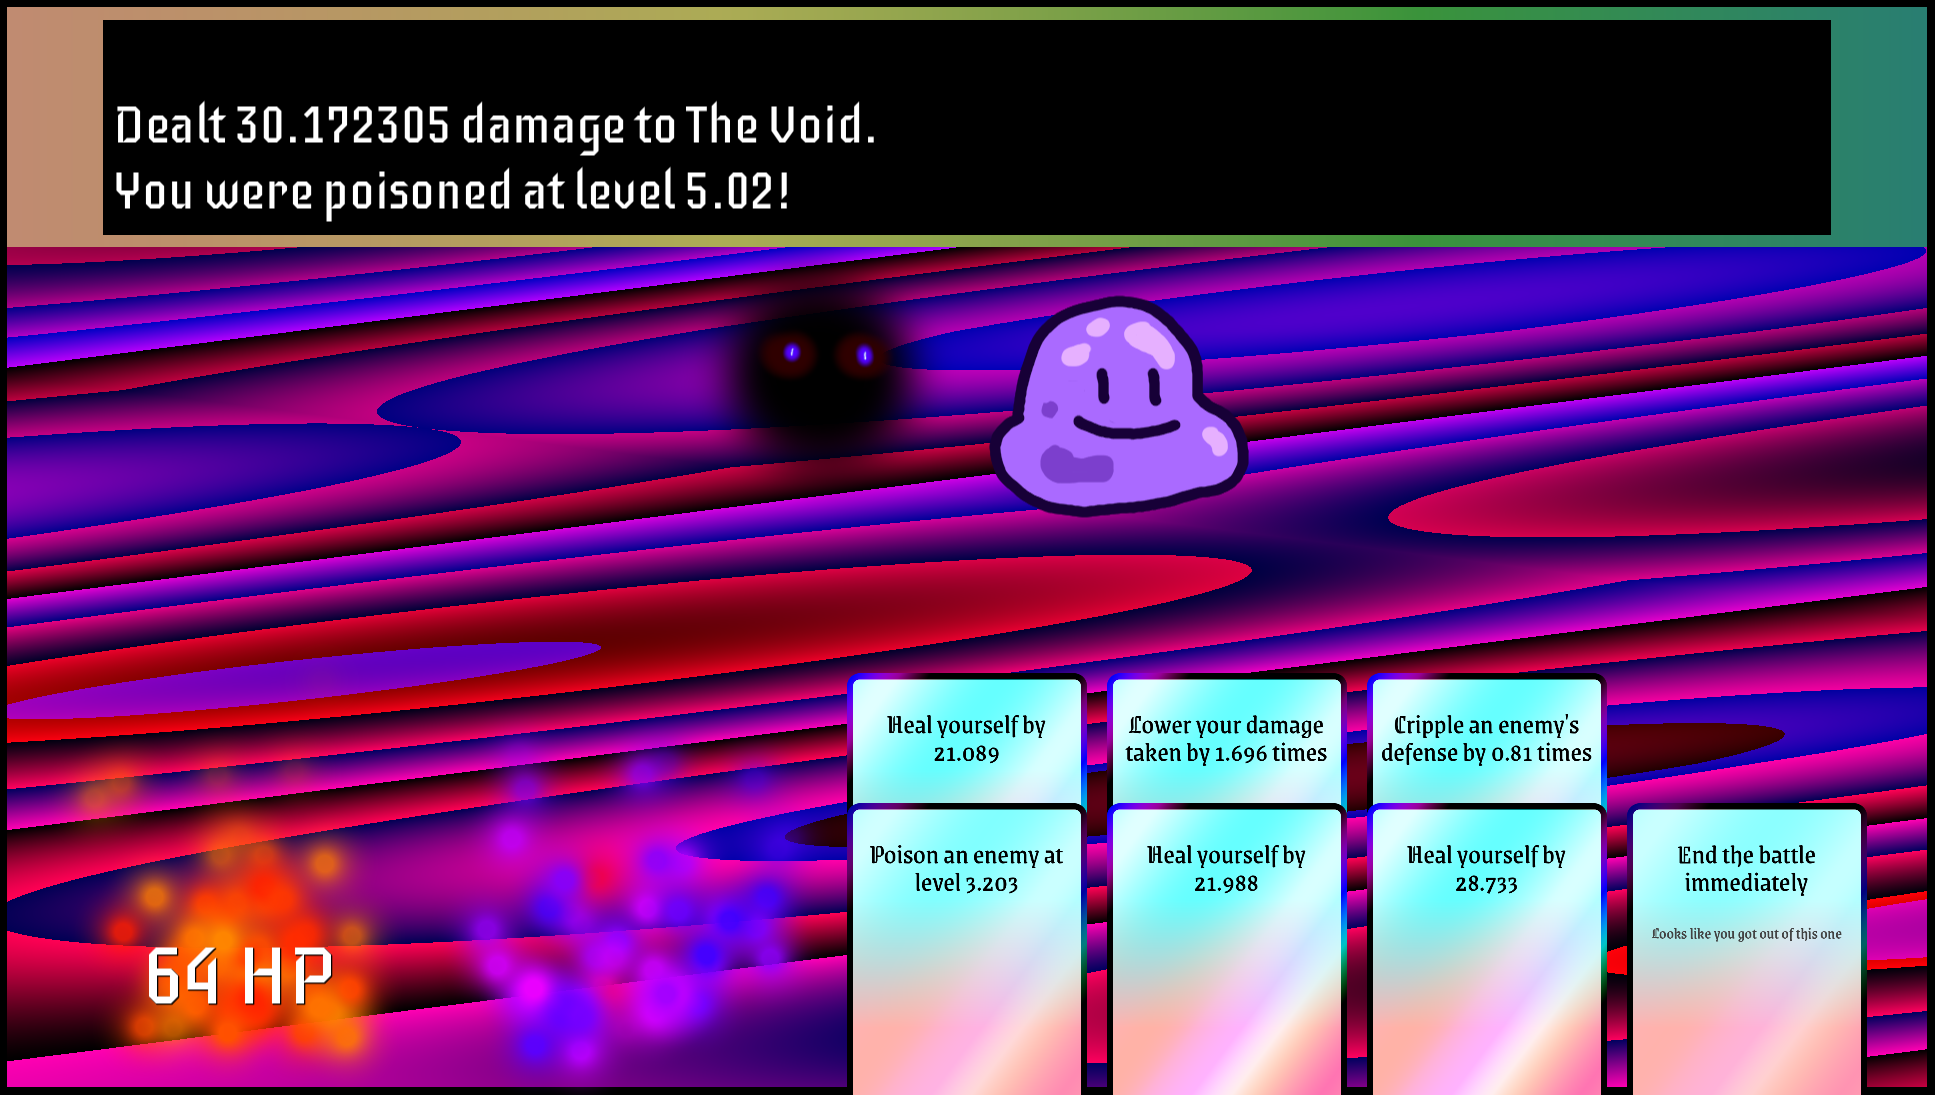 Dealt 30.172305 damage to The Void.
You were poisoned at level 5.02!
Heal yourself by
21.089
Lower your damage
taken by 1.696 times
Cripple an enemy's
defense by 0.81 times
Poison an enemy at
level 3.203
Heal yourself by
21.988
Heal yourself by
28.733
End the battle
immediately
Looks like you got out of this one
64 HP